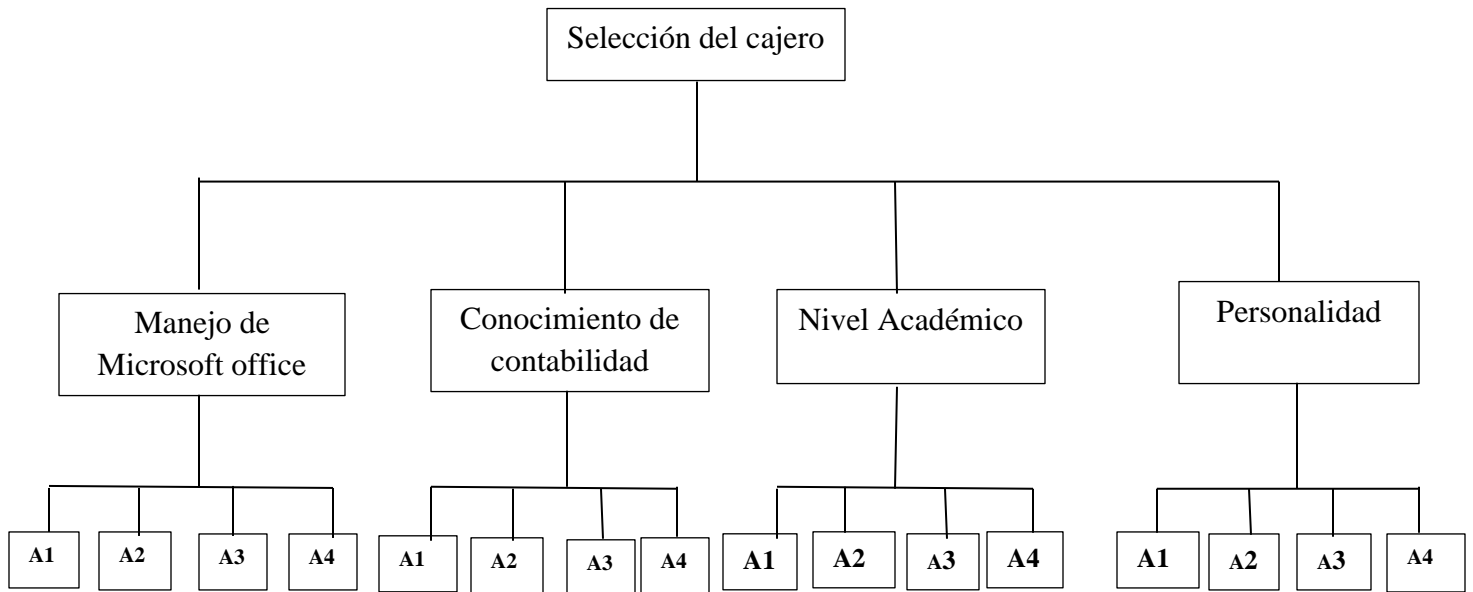 Selección del cajero
Manejo de
Microsoft office
Conocimiento de
contabilidad
Nivel Académico
Personalidad
A1
A2
A3
A4
A1
A2
A3
A4
A1
A2
A3
A4
A1
A2
A3
A4